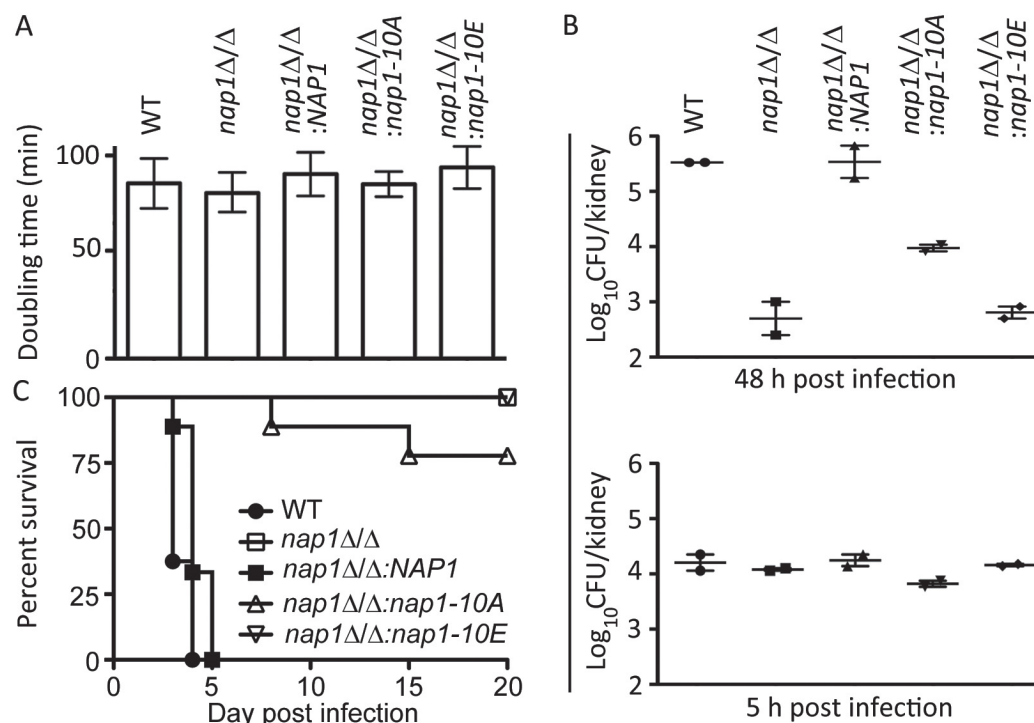 A
WT
nap1Δ/Δ
nap1Δ/Δ
:NAP1
nap1Δ/Δ
:nap1-10A
nap1Δ/Δ
:nap1-10E
Doubling time (min)
100
50
0
B
WT
nap1Δ/Δ
nap1Δ/Δ
:NAP1
nap1Δ/Δ
:nap1-10A
nap1Δ/Δ
:nap1-10E
Log10CFU/kidney
6
5
4
3
2
48 h post infection
C
Percent survival
100
75
50
25
0
WT
nap1Δ/Δ
nap1Δ/Δ:NAP1
nap1Δ/Δ:nap1-10A
nap1Δ/Δ:nap1-10E
0 5 10 15 20
Day post infection
Log10CFU/kidney
6
5
4
3
2
5 h post infection